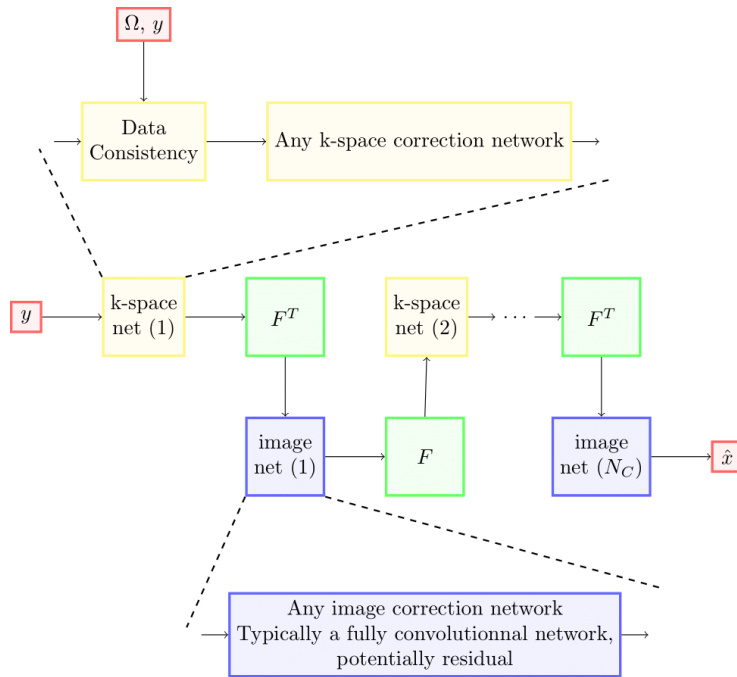 Ω, y
Data
Consistency
Any k-space correction network
y
k-space
net (1)
F^T
k-space
net (2)
···
F^T
image
net (1)
F
image
net (N_C)
x̂
Any image correction network
Typically a fully convolutionnal network,
potentially residual